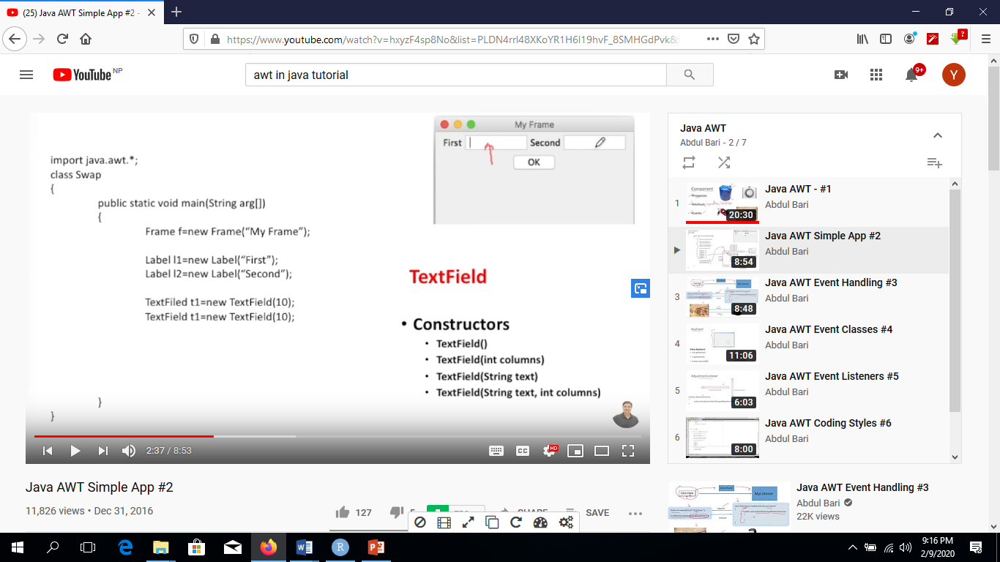 (25) Java AWT Simple App #2 -
https://www.youtube.com/watch?v=hxyzF4sp8No&list=PLDN4rrl48XKoYR1H6l19hvF_8SMHGdPvk&
?
YouTube NP
awt in java tutorial
9+
Y
import java.awt.*;
class Swap
{
public static void main(String arg[])
{
Frame f=new Frame(“My Frame”);
Label l1=new Label(“First”);
Label l2=new Label(“Second”);
TextFiled t1=new TextField(10);
TextField t1=new TextField(10);
}
}
My Frame
First Second
OK
TextField
• Constructors
• TextField()
• TextField(int columns)
• TextField(String text)
• TextField(String text, int columns)
2:37 / 8:53
CC
HD
Java AWT Simple App #2
11,826 views • Dec 31, 2016
127
SAVE
Java AWT
Abdul Bari - 2 / 7
1
Component
20:30
Java AWT - #1
Abdul Bari
8:54
Java AWT Simple App #2
Abdul Bari
3
8:48
Java AWT Event Handling #3
Abdul Bari
4
11:06
Java AWT Event Classes #4
Abdul Bari
5
6:03
Java AWT Event Listeners #5
Abdul Bari
6
8:00
Java AWT Coding Styles #6
Abdul Bari
Click Here
MyListener
Java AWT Event Handling #3
Abdul Bari
22K views
9:16 PM
2/9/2020